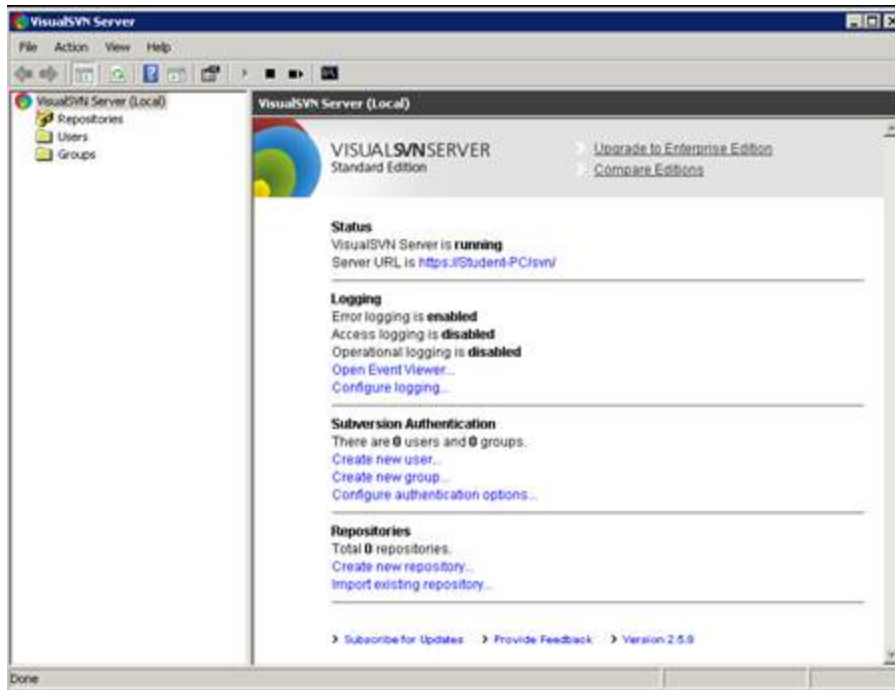 VisualSVN Server
File Action View Help
VisualSVN Server (Local)
Repositories
Users
Groups
VisualSVN Server (Local)
VISUALSVNSERVER
Standard Edition
Upgrade to Enterprise Edition
Compare Editions
Status
VisualSVN Server is running
Server URL is https://Student-PC/svn/
Logging
Error logging is enabled
Access logging is disabled
Operational logging is disabled
Open Event Viewer...
Configure logging...
Subversion Authentication
There are 0 users and 0 groups.
Create new user...
Create new group...
Configure authentication options...
Repositories
Total 0 repositories.
Create new repository...
Import existing repository...
> Subscribe for Updates > Provide Feedback > Version 2.5.9
Done